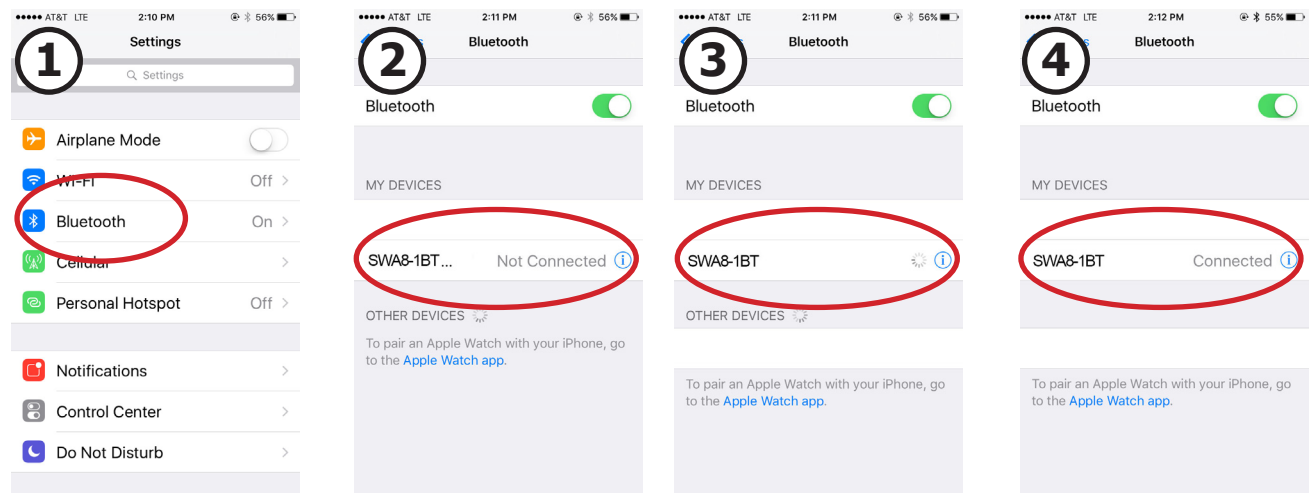 AT&T LTE 2:10 PM 56%
1
Settings
Settings
Airplane Mode
Wi-Fi Off
Bluetooth On
Cellular
Personal Hotspot Off
Notifications
Control Center
Do Not Disturb
AT&T LTE 2:11 PM 56%
2
Bluetooth
Bluetooth
MY DEVICES
SWA8-1BT... Not Connected
OTHER DEVICES
To pair an Apple Watch with your iPhone, go
to the Apple Watch app.
AT&T LTE 2:11 PM 56%
3
Bluetooth
Bluetooth
MY DEVICES
SWA8-1BT
OTHER DEVICES
To pair an Apple Watch with your iPhone, go
to the Apple Watch app.
AT&T LTE 2:12 PM 55%
4
Bluetooth
Bluetooth
MY DEVICES
SWA8-1BT Connected
To pair an Apple Watch with your iPhone, go
to the Apple Watch app.